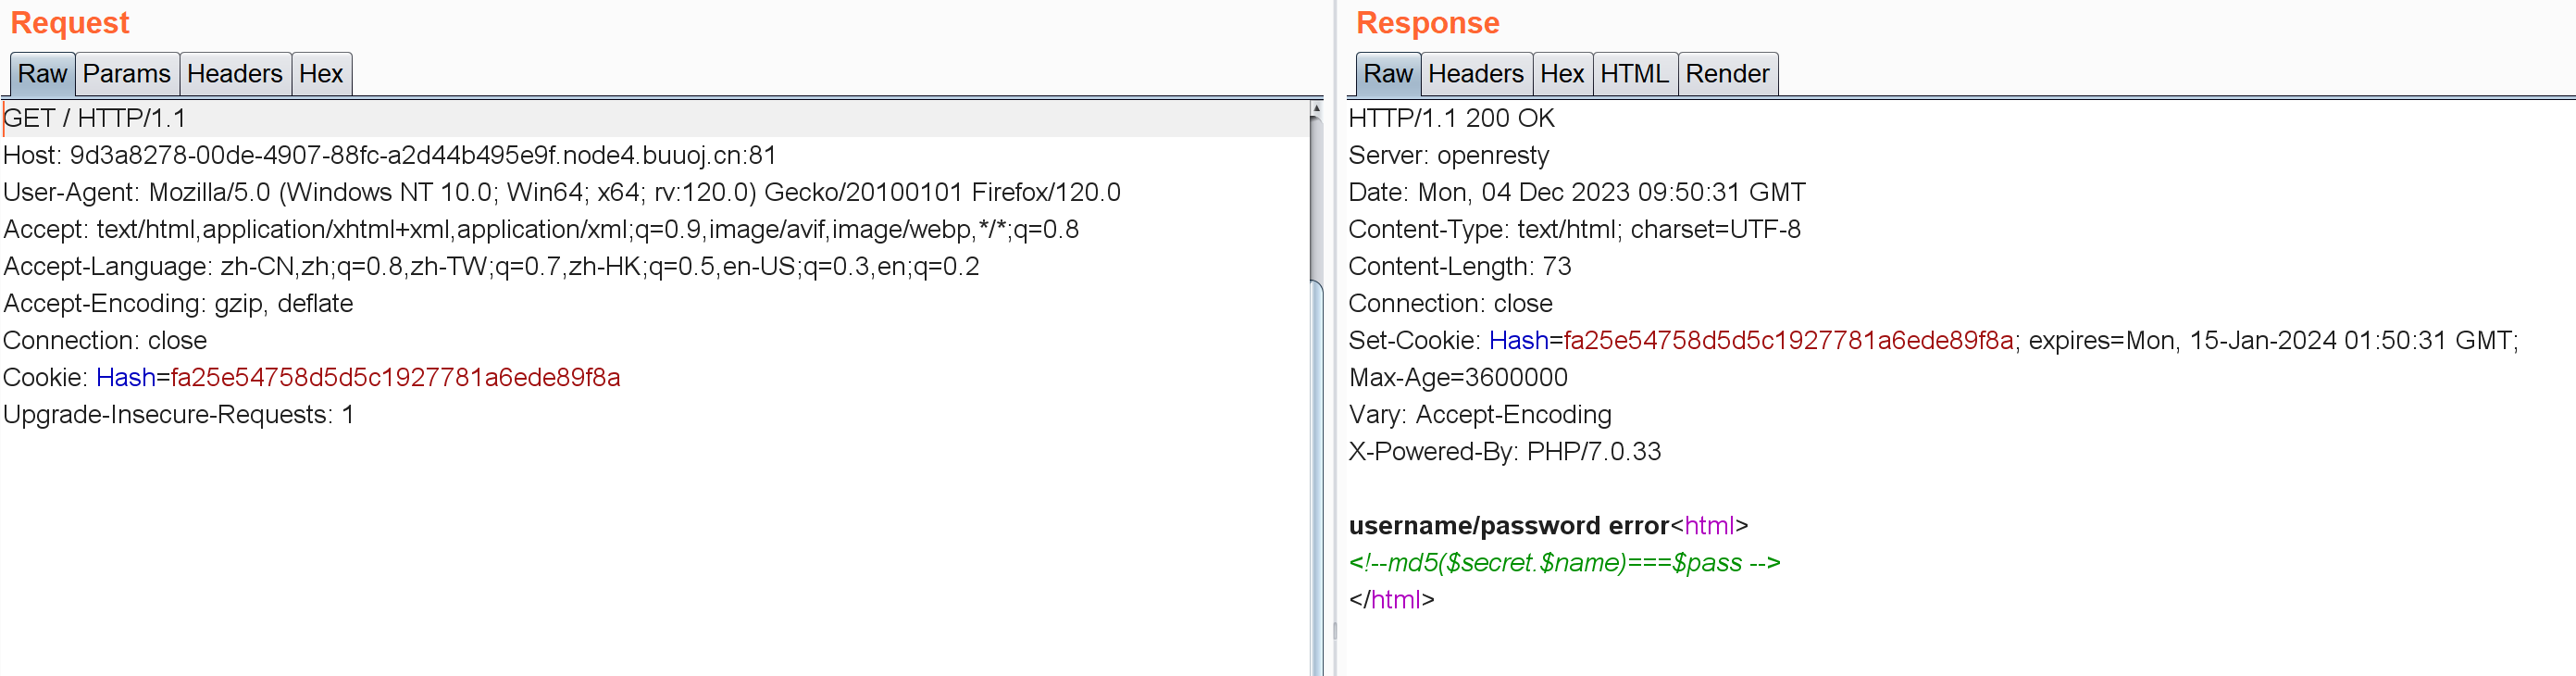 Request
Raw Params Headers Hex
GET / HTTP/1.1
Host: 9d3a8278-00de-4907-88fc-a2d44b495e9f.node4.buuoj.cn:81
User-Agent: Mozilla/5.0 (Windows NT 10.0; Win64; x64; rv:120.0) Gecko/20100101 Firefox/120.0
Accept: text/html,application/xhtml+xml,application/xml;q=0.9,image/avif,image/webp,*/*;q=0.8
Accept-Language: zh-CN,zh;q=0.8,zh-TW;q=0.7,zh-HK;q=0.5,en-US;q=0.3,en;q=0.2
Accept-Encoding: gzip, deflate
Connection: close
Cookie: Hash=fa25e54758d5d5c1927781a6ede89f8a
Upgrade-Insecure-Requests: 1
Response
Raw Headers Hex HTML Render
HTTP/1.1 200 OK
Server: openresty
Date: Mon, 04 Dec 2023 09:50:31 GMT
Content-Type: text/html; charset=UTF-8
Content-Length: 73
Connection: close
Set-Cookie: Hash=fa25e54758d5d5c1927781a6ede89f8a; expires=Mon, 15-Jan-2024 01:50:31 GMT;
Max-Age=3600000
Vary: Accept-Encoding
X-Powered-By: PHP/7.0.33
username/password error<html>
<!--md5($secret.$name)===$pass -->
</html>